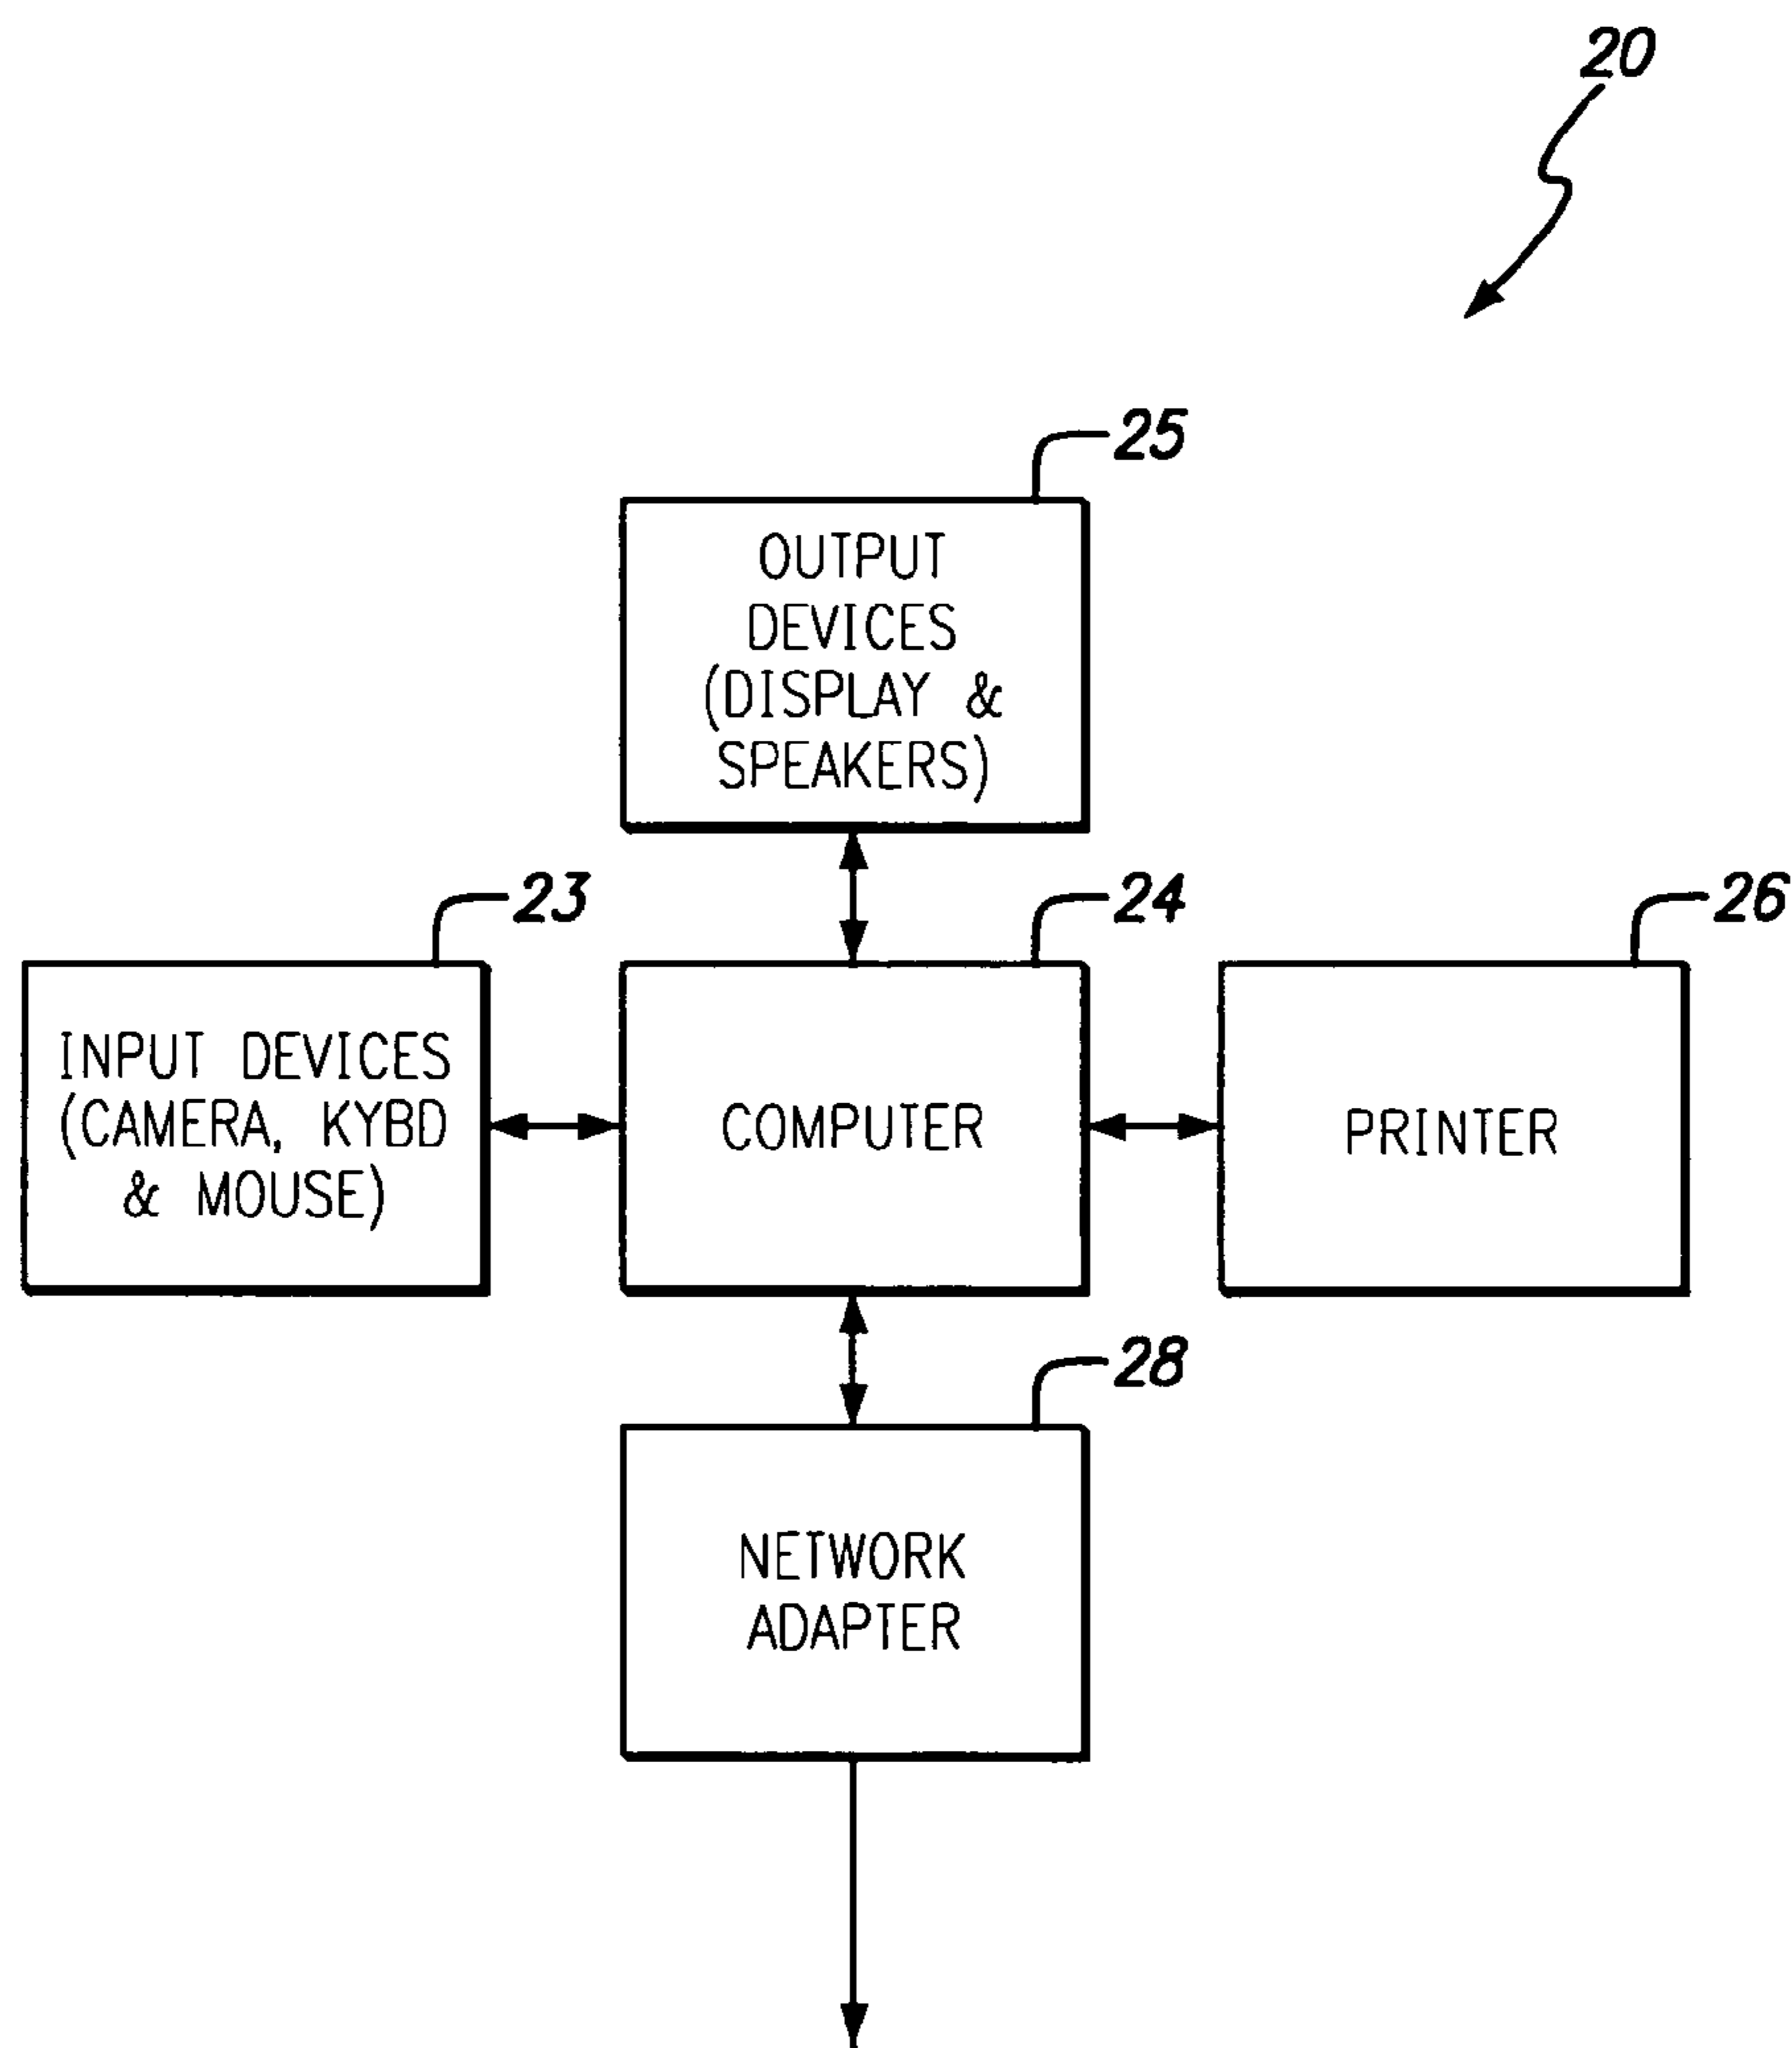 20
25
OUTPUT
DEVICES
(DISPLAY &
SPEAKERS)
23
24
26
INPUT DEVICES
(CAMERA, KYBD
& MOUSE)
COMPUTER
PRINTER
28
NETWORK
ADAPTER